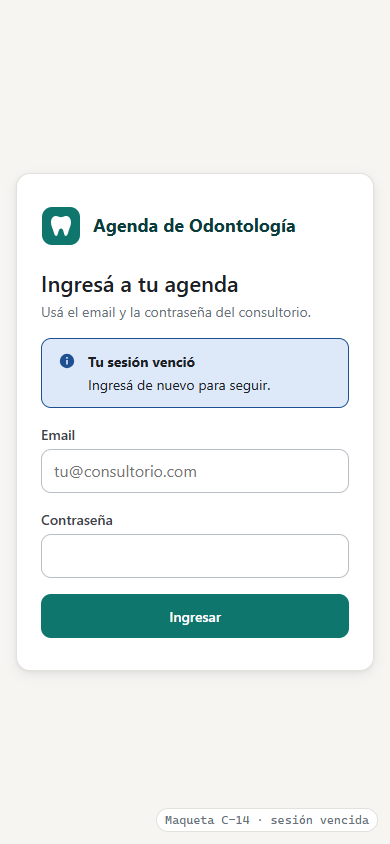 Agenda de Odontología
Ingresá a tu agenda
Usá el email y la contraseña del consultorio.
Tu sesión venció
Ingresá de nuevo para seguir.
Email
tu@consultorio.com
Contraseña
Ingresar
Maqueta C-14 · sesión vencida